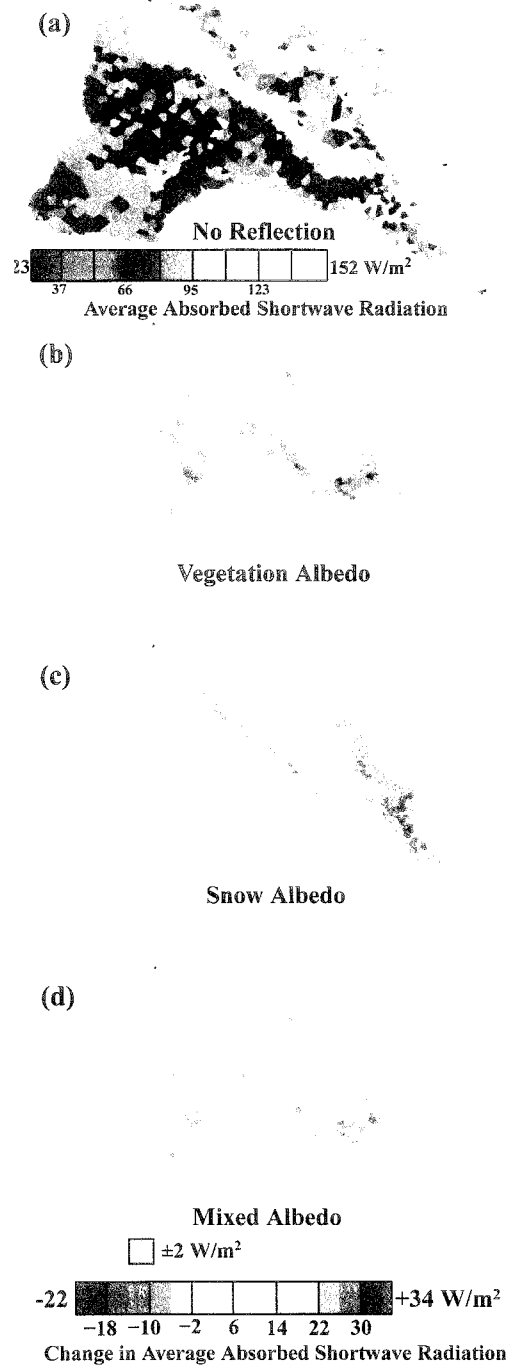 (a)
No Reflection
23 152 W/m²
37 66 95 123
Average Absorbed Shortwave Radiation
(b)
Vegetation Albedo
(c)
Snow Albedo
(d)
Mixed Albedo
±2 W/m²
-22 +34 W/m²
−18 −10 −2 6 14 22 30
Change in Average Absorbed Shortwave Radiation